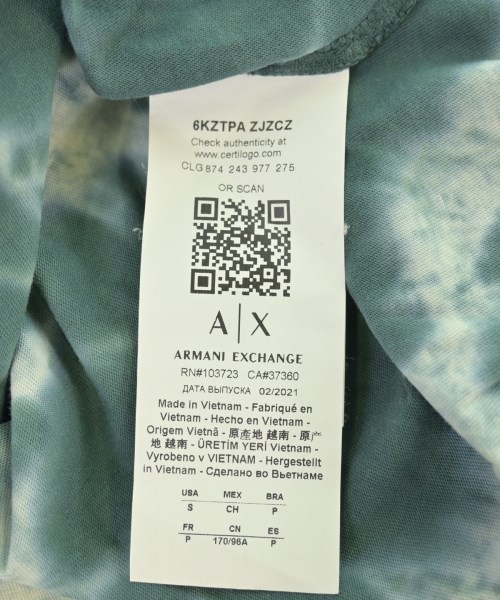 6KZTPA ZJZCZ
Check authenticity at
www.certilogo.com
CLG 874 243 977 275
OR SCAN
A|X
ARMANI EXCHANGE
RN#103723 CA#37360
ДАТА ВЫПУСКА 02/2021
Made in Vietnam - Fabriqué en
Vietnam - Hecho en Vietnam -
Origem Vietnã - 原産地 越南 - 原产
地 越南 - ÜRETİM YERİ Vietnam -
Vyrobeno v VIETNAM - Hergestellt
in Vietnam - Сделано во Вьетнаме
USA MEX BRA
S CH P
FR CN ES
P 170/96A P